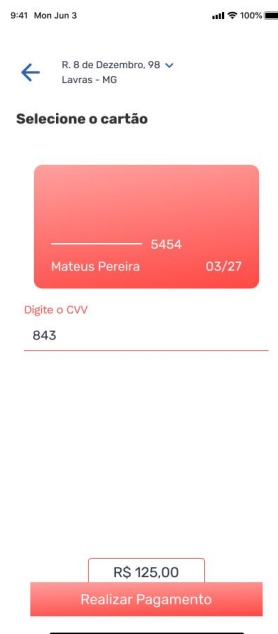 9:41 Mon Jun 3 100%
R. 8 de Dezembro, 98
Lavras - MG
Selecione o cartão
5454
Mateus Pereira 03/27
Digite o CVV
843
R$ 125,00
Realizar Pagamento